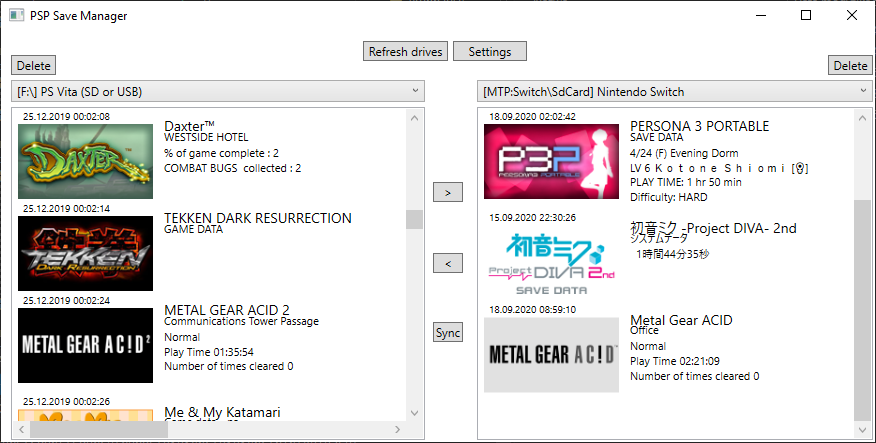 PSP Save Manager
Refresh drives
Settings
Delete
Delete
[F:\] PS Vita (SD or USB)
25.12.2019 00:02:08
DAXTER™
Daxter™
WESTSIDE HOTEL
% of game complete : 2
COMBAT BUGS collected : 2
25.12.2019 00:02:14
鉄拳
TEKKEN
DARK RESURRECTION
TEKKEN DARK RESURRECTION
GAME DATA
25.12.2019 00:02:24
METAL GEAR AC!D²
METAL GEAR ACID 2
Communications Tower Passage
Normal
Play Time 01:35:54
Number of times cleared 0
25.12.2019 00:02:26
Me & My Katamari
>
<
Sync
[MTP:Switch\SdCard] Nintendo Switch
18.09.2020 02:02:42
P3P
PERSONA 3 PORTABLE
PERSONA 3 PORTABLE
SAVE DATA
4/24 (F) Evening Dorm
LV 6 Ｋｏｔｏｎｅ Ｓｈｉｏｍｉ [♀]
PLAY TIME: 1 hr 50 min
Difficulty: HARD
15.09.2020 22:30:26
初音ミク
Project DIVA 2nd
SAVE DATA
初音ミク -Project DIVA- 2nd
システムデータ
1時間44分35秒
18.09.2020 08:59:10
METAL GEAR AC!D™
Metal Gear ACID
Office
Normal
Play Time 02:21:09
Number of times cleared 0